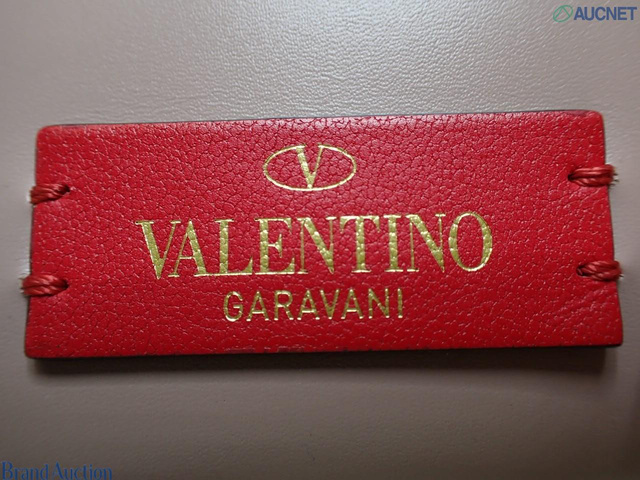 AUCNET
V
VALENTINO
GARAVANI
Brand Auction